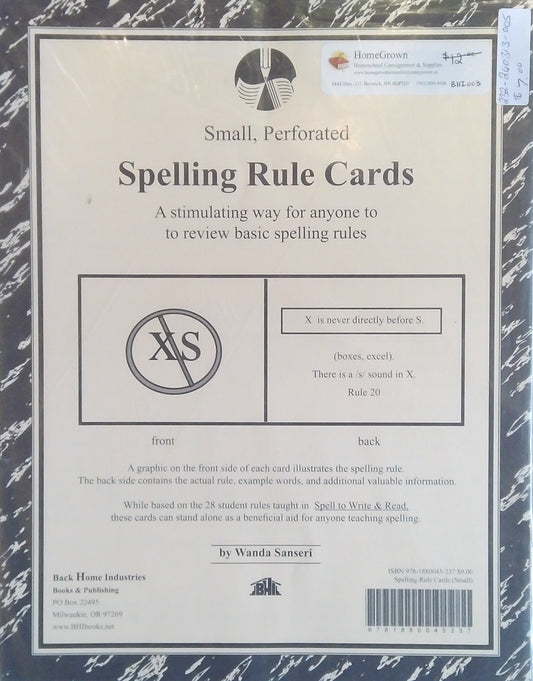 HomeGrown
Homeschool Consignment & Supplies
$12.00
BHI003
$7.00
Small, Perforated
Spelling Rule Cards
A stimulating way for anyone to
to review basic spelling rules
XS
X is never directly before S.
(boxes, excel).
There is a /s/ sound in X.
Rule 20
front
back
A graphic on the front side of each card illustrates the spelling rule.
The back side contains the actual rule, example words, and additional valuable information.
While based on the 28 student rules taught in Spell to Write & Read,
these cards can stand alone as a beneficial aid for anyone teaching spelling.
by Wanda Sanseri
BHI
Back Home Industries
Books & Publishing
PO Box 22495
Milwaukie, OR 97269
www.BHIbooks.net
ISBN 978-1880045-237 $9.00
Spelling Rule Cards (Small)
9781880045237